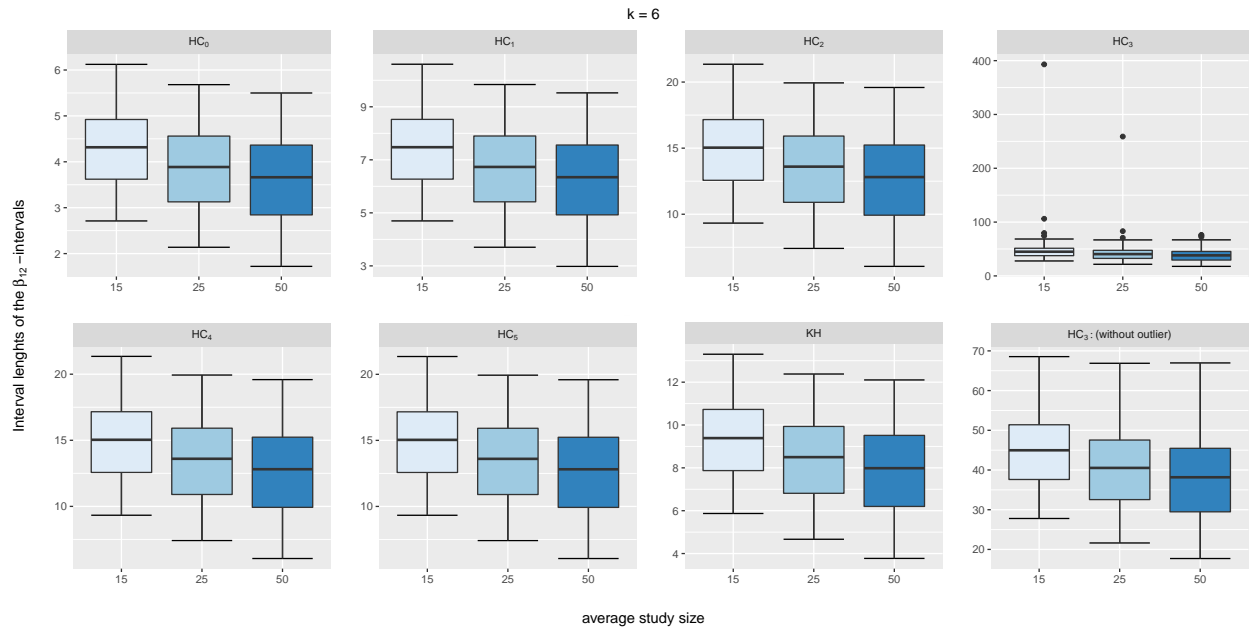 k = 6
HC₀
HC₁
HC₂
HC₃
6
5
4
3
2
9
7
5
3
20
15
10
400
300
200
100
0
15 25 50
15 25 50
15 25 50
15 25 50
Interval lenghts of the β₁₂ −intervals
HC₄
HC₅
KH
HC₃: (without outlier)
20
15
10
20
15
10
12
10
8
6
4
70
60
50
40
30
20
15 25 50
15 25 50
15 25 50
15 25 50
average study size